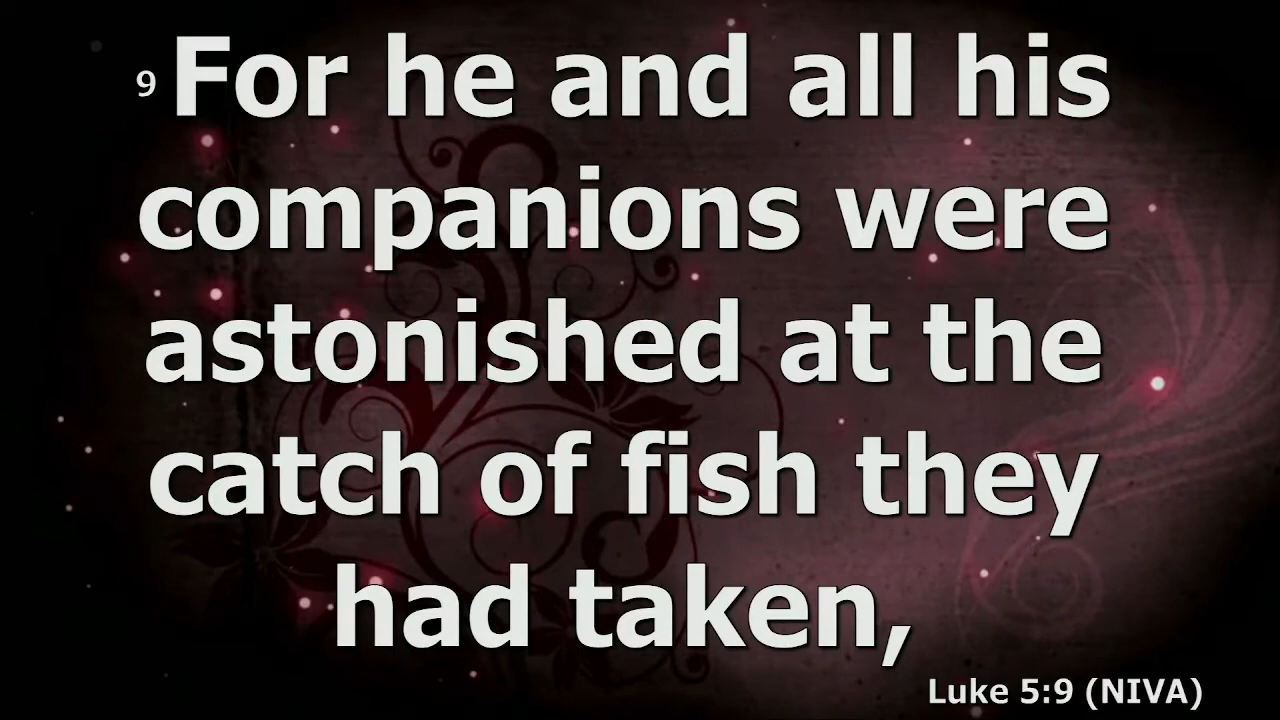 9 For he and all his
companions were
astonished at the
catch of fish they
had taken,
Luke 5:9 (NIVA)